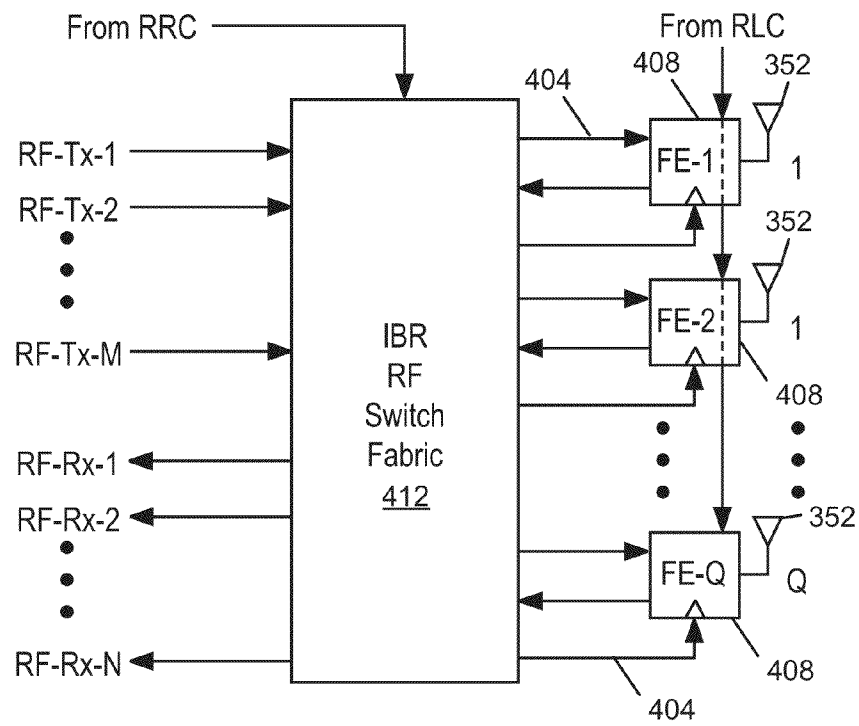 From RRC
From RLC
404
408
352
RF-Tx-1
FE-1
1
RF-Tx-2
352
RF-Tx-M
FE-2
1
IBR
RF
Switch
Fabric
412
408
RF-Rx-1
RF-Rx-2
352
FE-Q
Q
RF-Rx-N
404
408